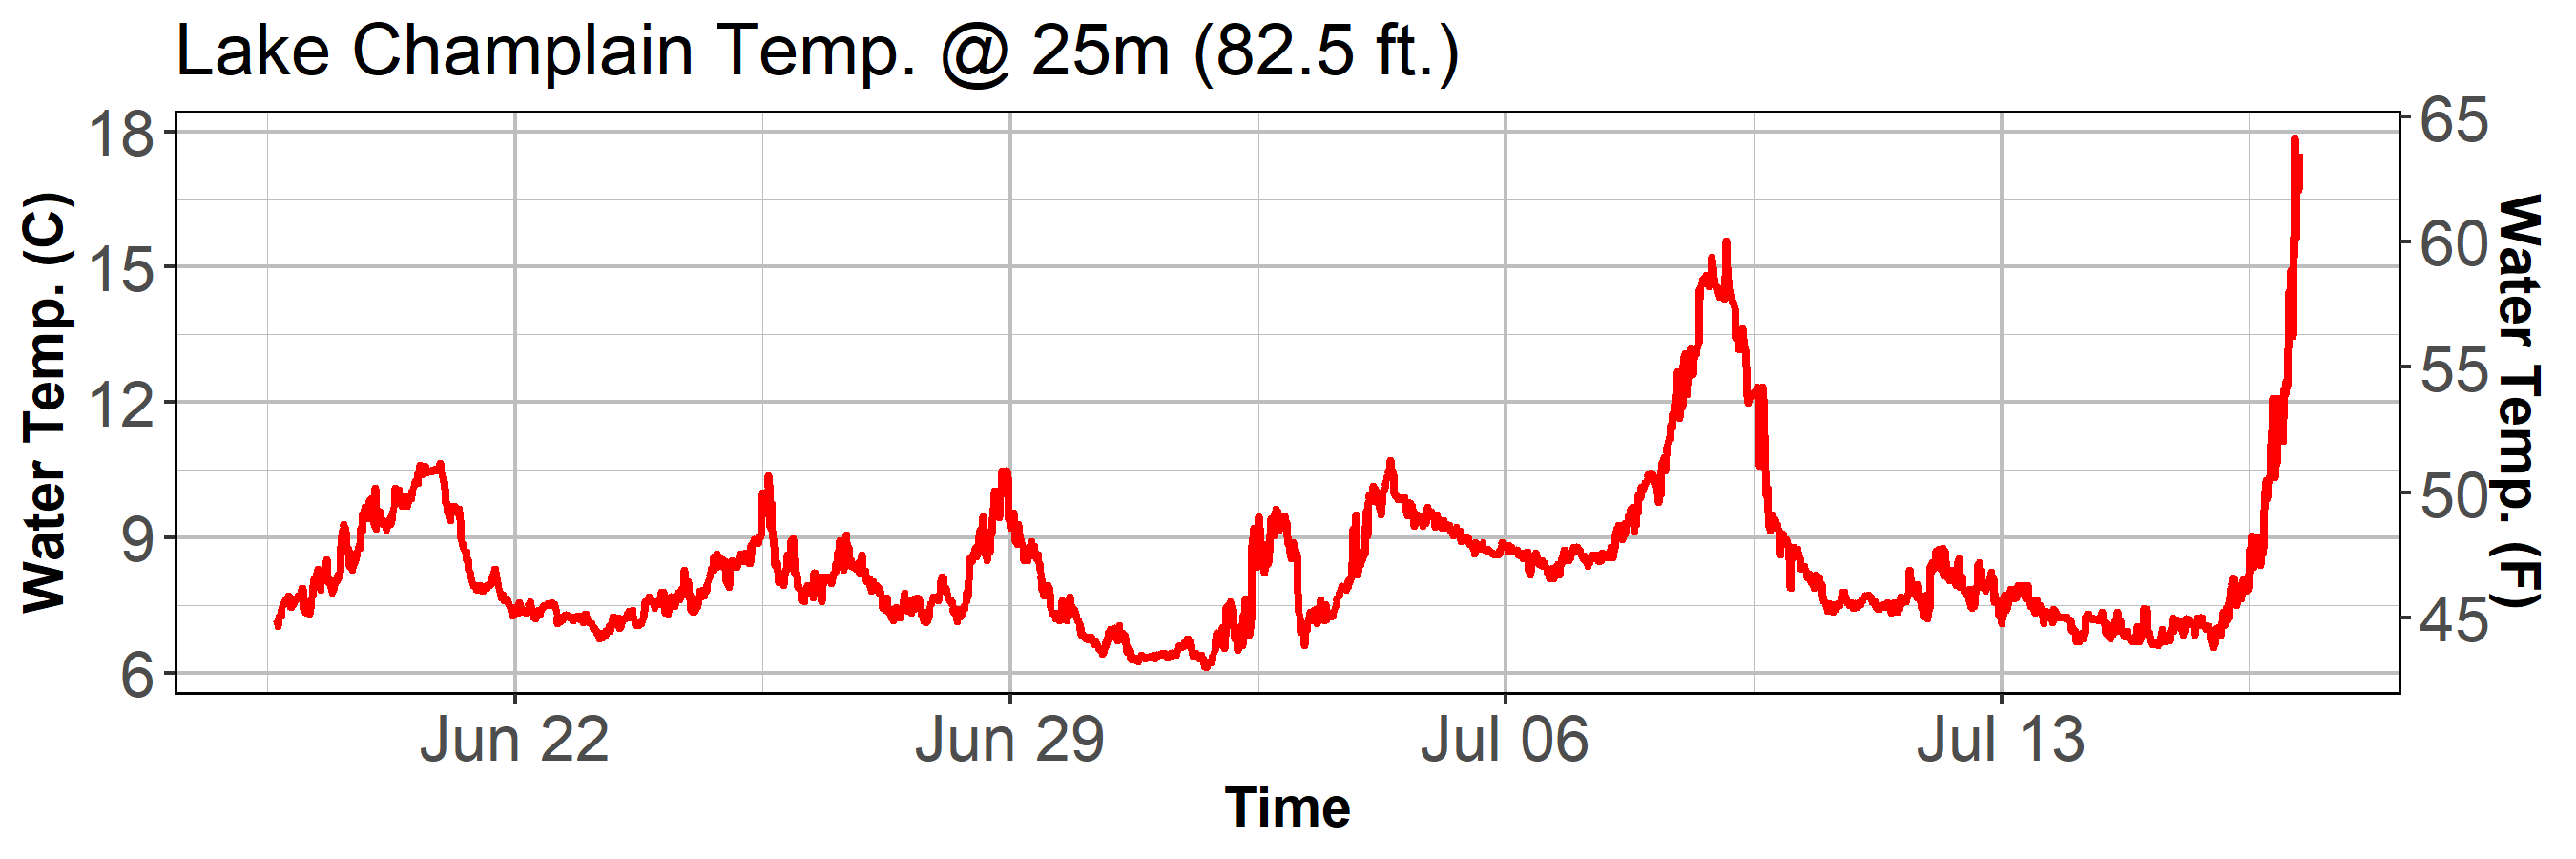 Lake Champlain Temp. @ 25m (82.5 ft.)
Water Temp. (C)
18
15
12
9
6
65
60
55
50
45
Water Temp. (F)
Jun 22 Jun 29 Jul 06 Jul 13
Time